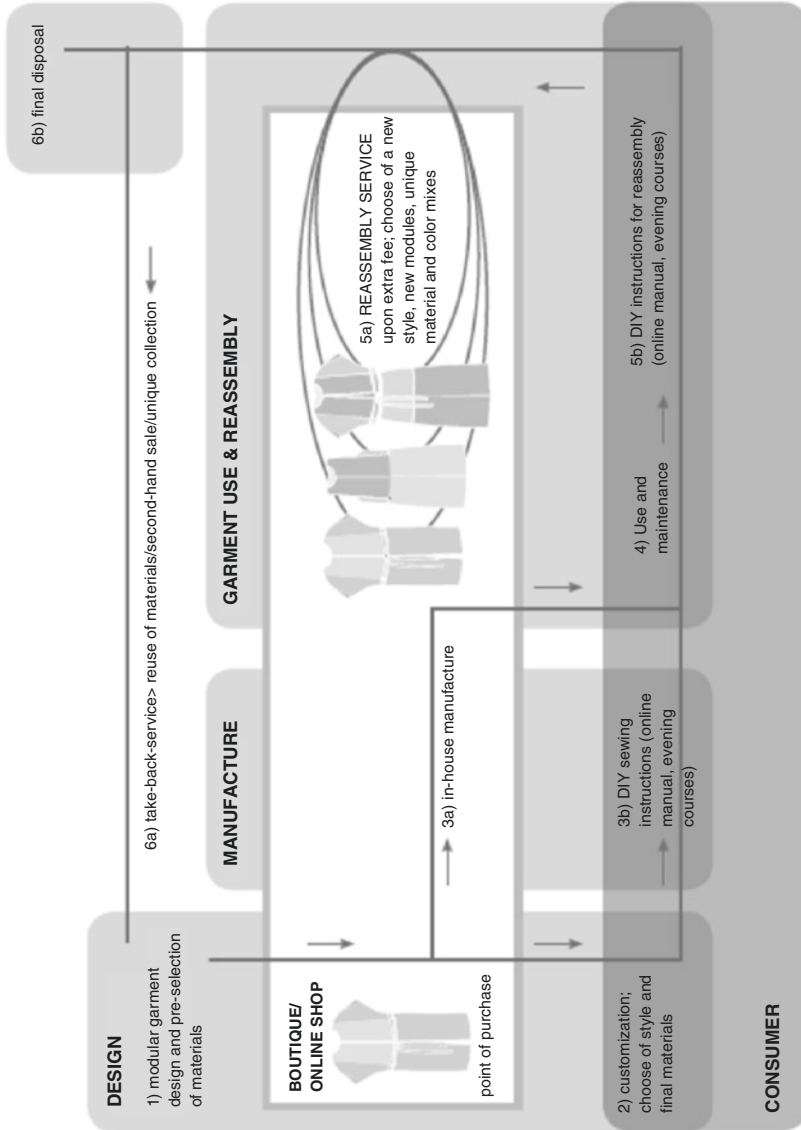 DESIGN
1) modular garment
design and pre-selection
of materials
BOUTIQUE/
ONLINE SHOP
point of purchase
2) customization;
choose of style and
final materials
CONSUMER
6a) take-back-service> reuse of materials/second-hand sale/unique collection
MANUFACTURE
3a) in-house manufacture
3b) DIY sewing
instructions (online
manual, evening
courses)
GARMENT USE & REASSEMBLY
5a) REASSEMBLY SERVICE
upon extra fee; choose of a new
style, new modules, unique
material and color mixes
4) Use and
maintenance
5b) DIY instructions for reassembly
(online manual, evening courses)
6b) final disposal